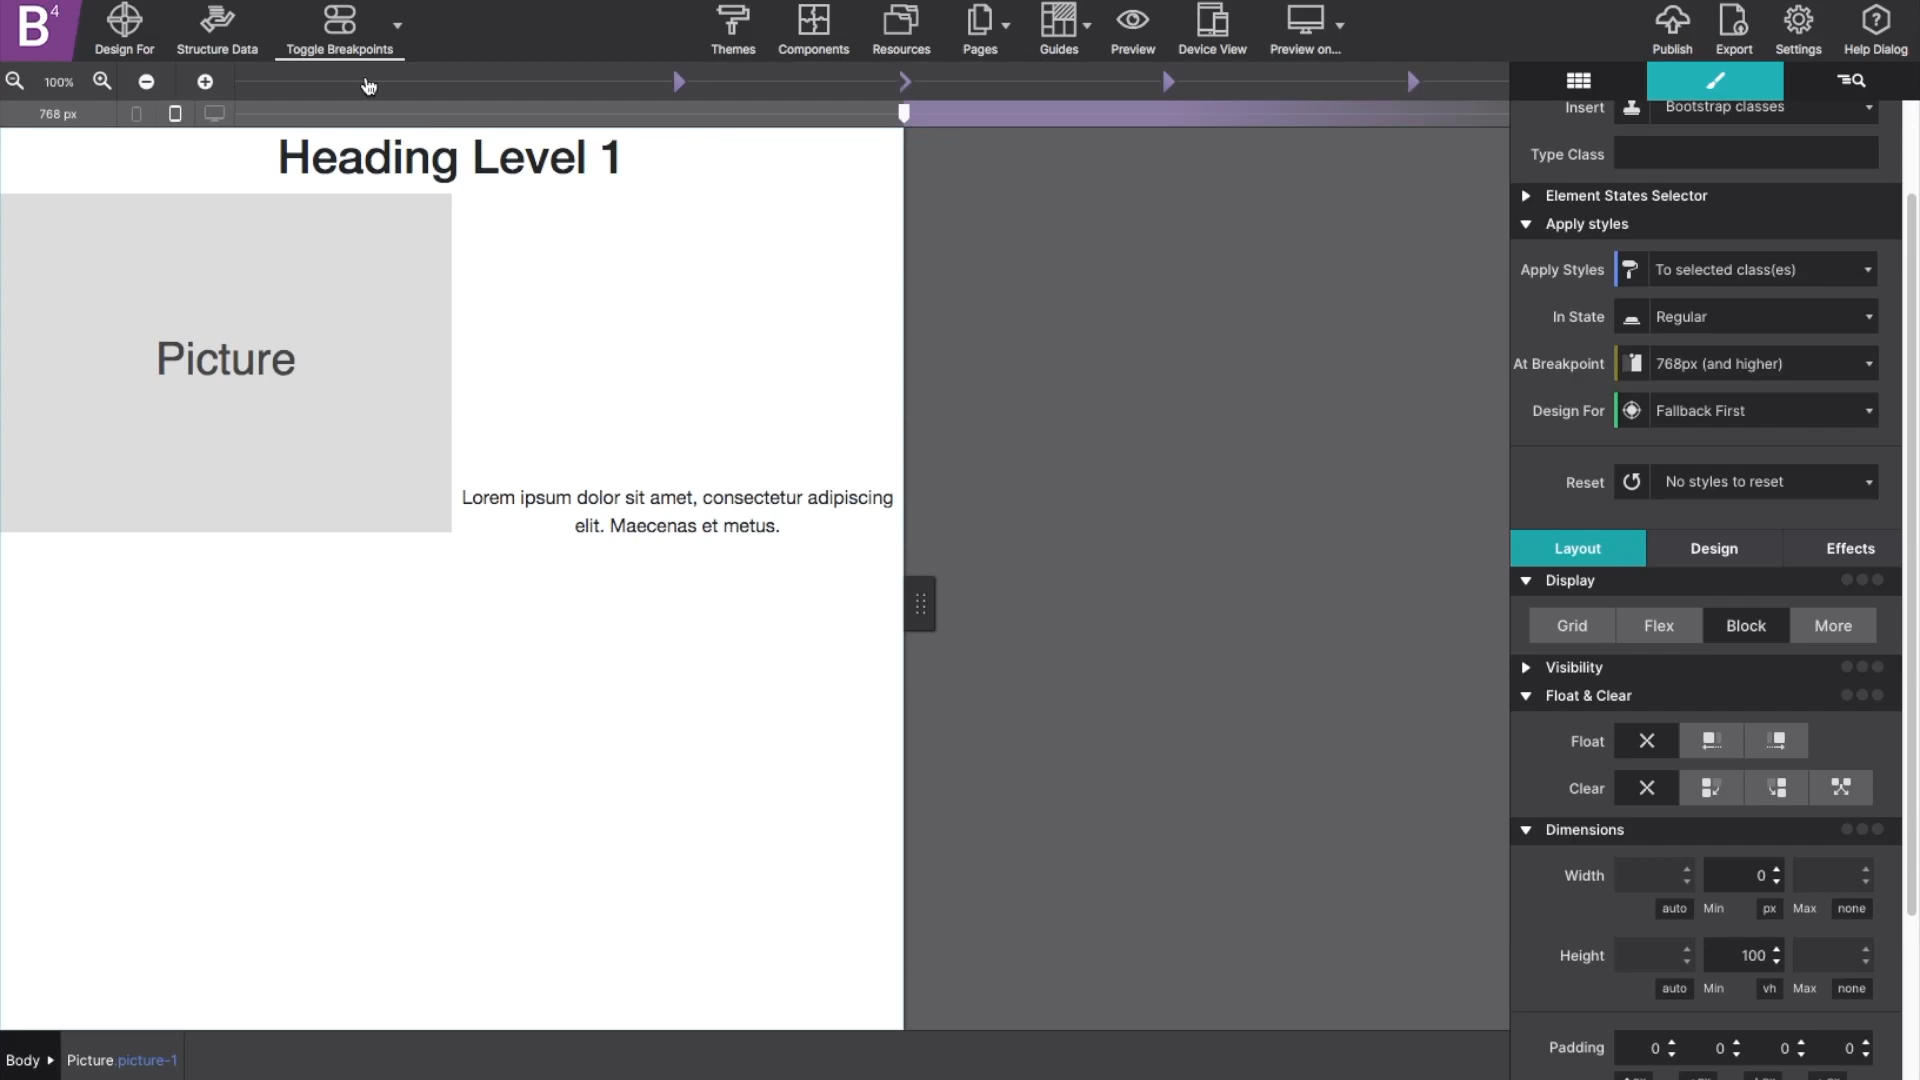 B4
Design For
Structure Data
Toggle Breakpoints
Themes
Components
Resources
Pages
Guides
Preview
Device View
Preview on...
Publish
Export
Settings
Help Dialog
100%
768 px
Insert
Bootstrap classes
Type Class
Element States Selector
Apply styles
Apply Styles
To selected class(es)
In State
Regular
At Breakpoint
768px (and higher)
Design For
Fallback First
Reset
No styles to reset
Layout
Design
Effects
Display
Grid
Flex
Block
More
Visibility
Float & Clear
Float
Clear
Dimensions
Width
0
auto
Min
px
Max
none
Height
100
auto
Min
vh
Max
none
Padding
0
0
0
0
Heading Level 1
Picture
Lorem ipsum dolor sit amet, consectetur adipiscing
elit. Maecenas et metus.
Body
Picture.picture-1